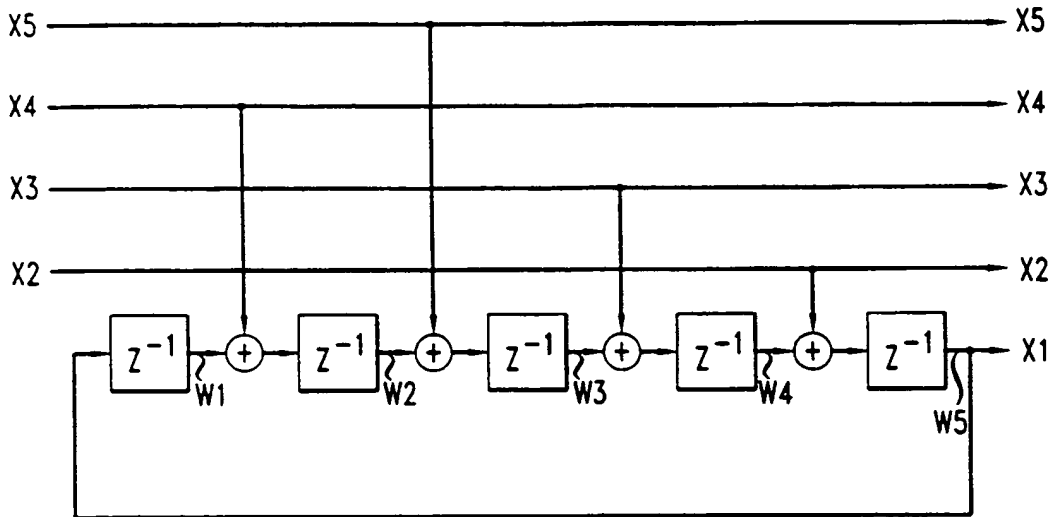 X5 X5
X4 X4
X3 X3
X2 X2
Z⁻¹ + Z⁻¹ + Z⁻¹ + Z⁻¹ + Z⁻¹ X1
W1 W2 W3 W4 W5